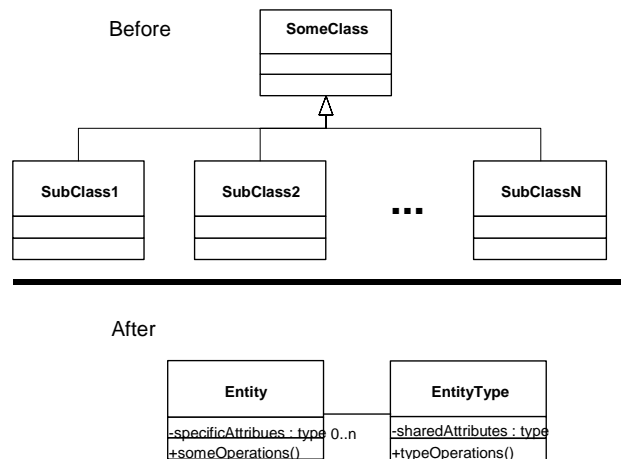 Before
SomeClass
SubClass1
SubClass2
...
SubClassN
After
Entity
-specificAttribues : type
+someOperations()
0..n
EntityType
-sharedAttributes : type
+typeOperations()